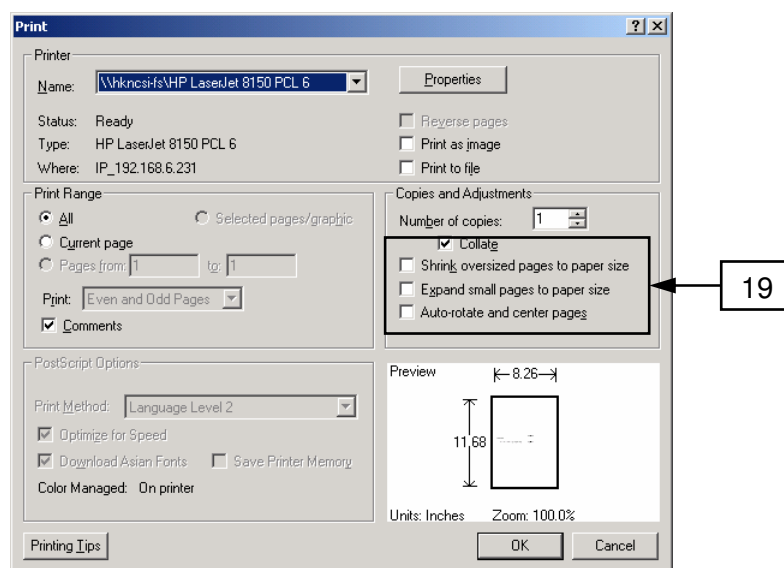 Print
Printer
Name: \\hkncsi-fs\HP LaserJet 8150 PCL 6
Properties
Status: Ready
Reverse pages
Type: HP LaserJet 8150 PCL 6
Print as image
Where: IP_192.168.6.231
Print to file
Print Range
All
Selected pages/graphic
Current page
Pages from: 1 to: 1
Print: Even and Odd Pages
Comments
Copies and Adjustments
Number of copies: 1
Collate
Shrink oversized pages to paper size
Expand small pages to paper size
Auto-rotate and center pages
19
PostScript Options
Print Method: Language Level 2
Optimize for Speed
Download Asian Fonts
Save Printer Memory
Color Managed: On printer
Preview
8.26
11.68
Units: Inches Zoom: 100.0%
Printing Tips
OK
Cancel